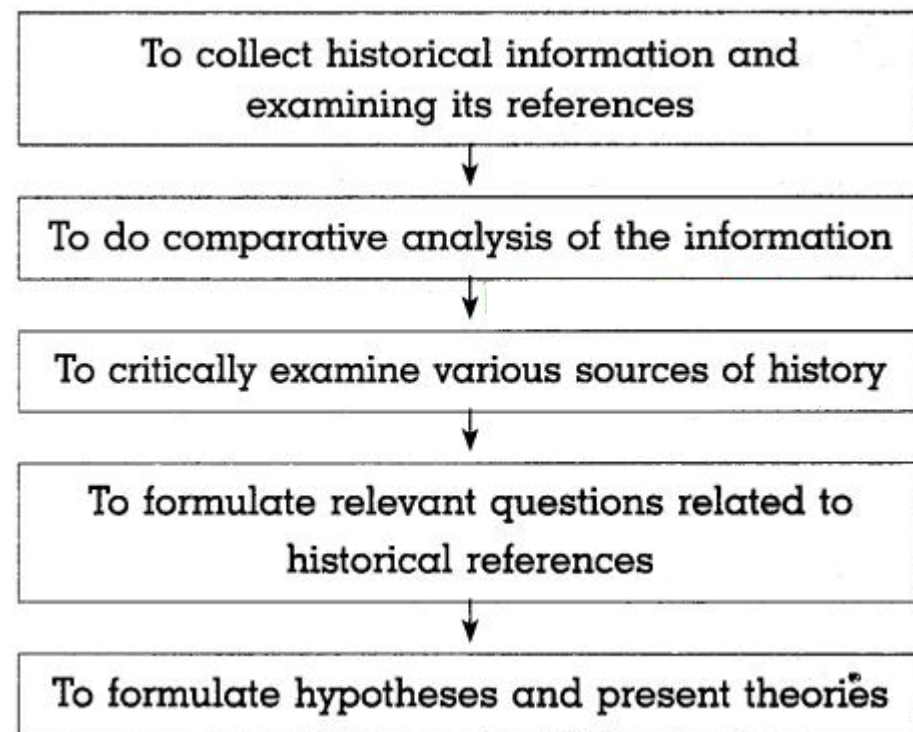 To collect historical information and
examining its references
To do comparative analysis of the information
To critically examine various sources of history
To formulate relevant questions related to
historical references
To formulate hypotheses and present theories